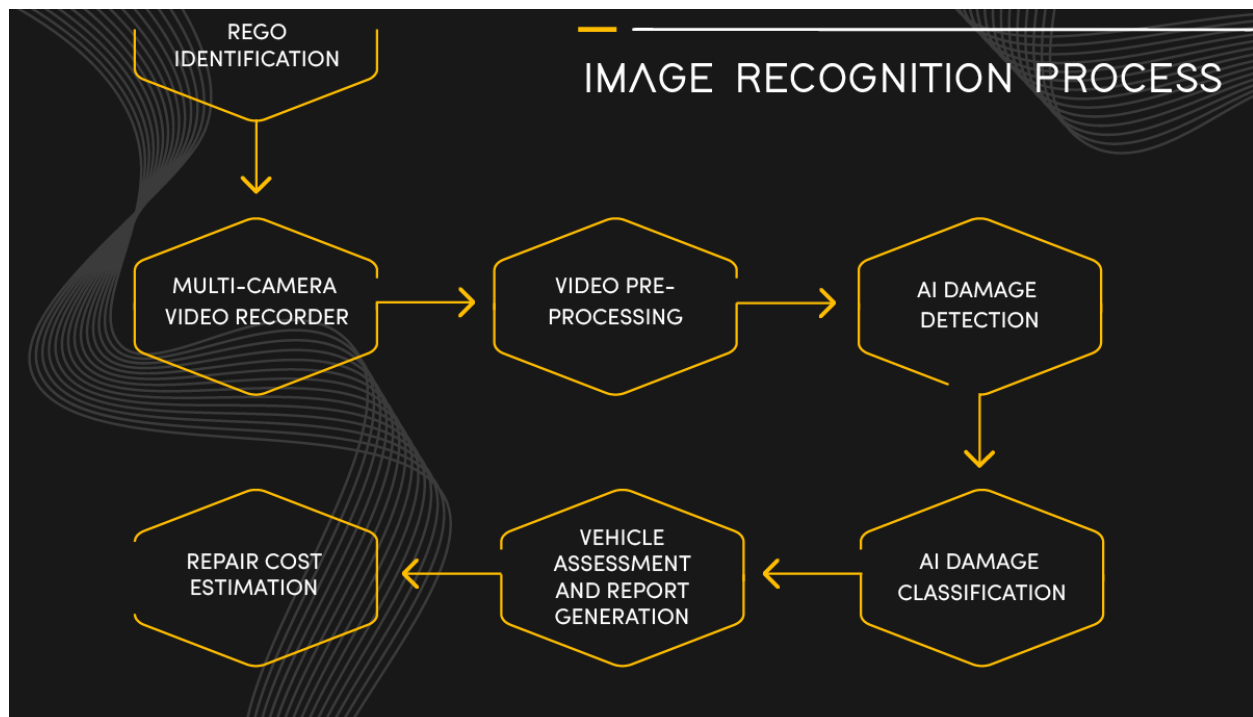 REGO
IDENTIFICATION
IMAGE RECOGNITION PROCESS
MULTI-CAMERA
VIDEO RECORDER
VIDEO PRE-
PROCESSING
AI DAMAGE
DETECTION
REPAIR COST
ESTIMATION
VEHICLE
ASSESSMENT
AND REPORT
GENERATION
AI DAMAGE
CLASSIFICATION